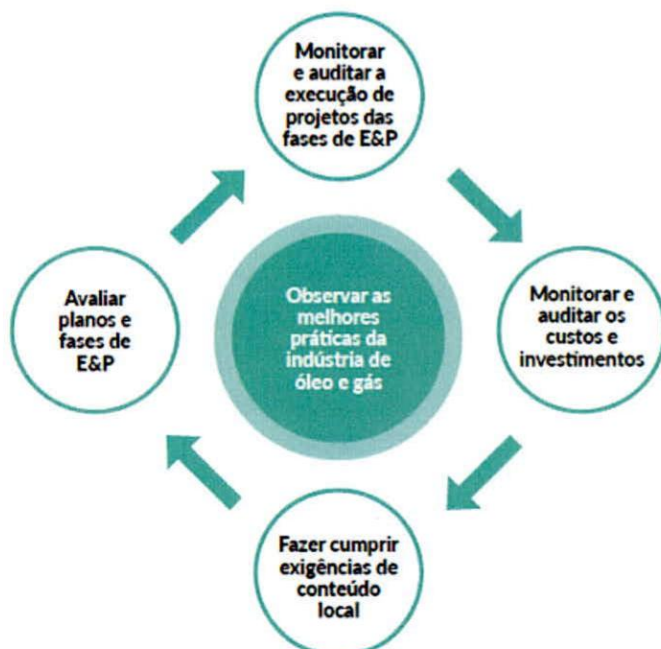 Monitorar
e auditar a
execução de
projetos das
fases de E&P
Avaliar
planos e
fases de
E&P
Observar as
melhores
práticas da
indústria de
óleo e gás
Monitorar e
auditar os
custos e
investimentos
Fazer cumprir
exigências de
conteúdo
local